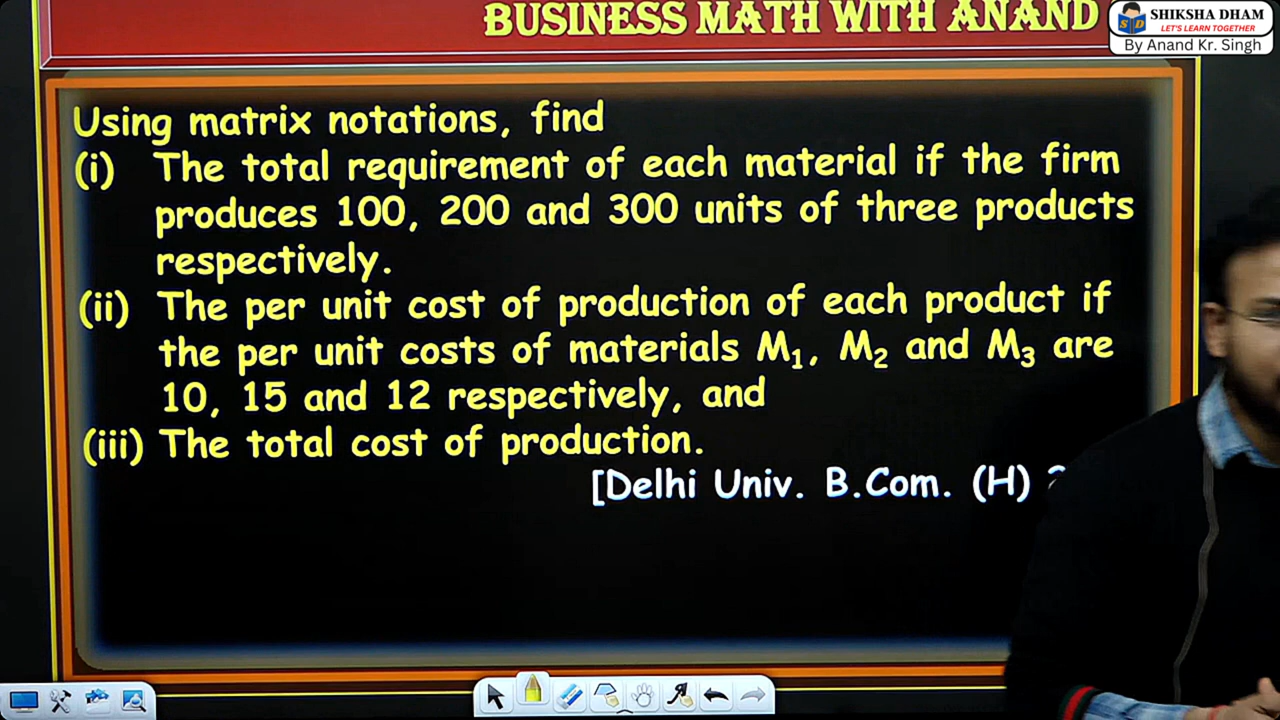 BUSINESS MATH WITH ANAND
SHIKSHA DHAM
LET'S LEARN TOGETHER
By Anand Kr. Singh
Using matrix notations, find
(i) The total requirement of each material if the firm
produces 100, 200 and 300 units of three products
respectively.
(ii) The per unit cost of production of each product if
the per unit costs of materials M₁, M₂ and M₃ are
10, 15 and 12 respectively, and
(iii) The total cost of production.
[Delhi Univ. B.Com. (H)